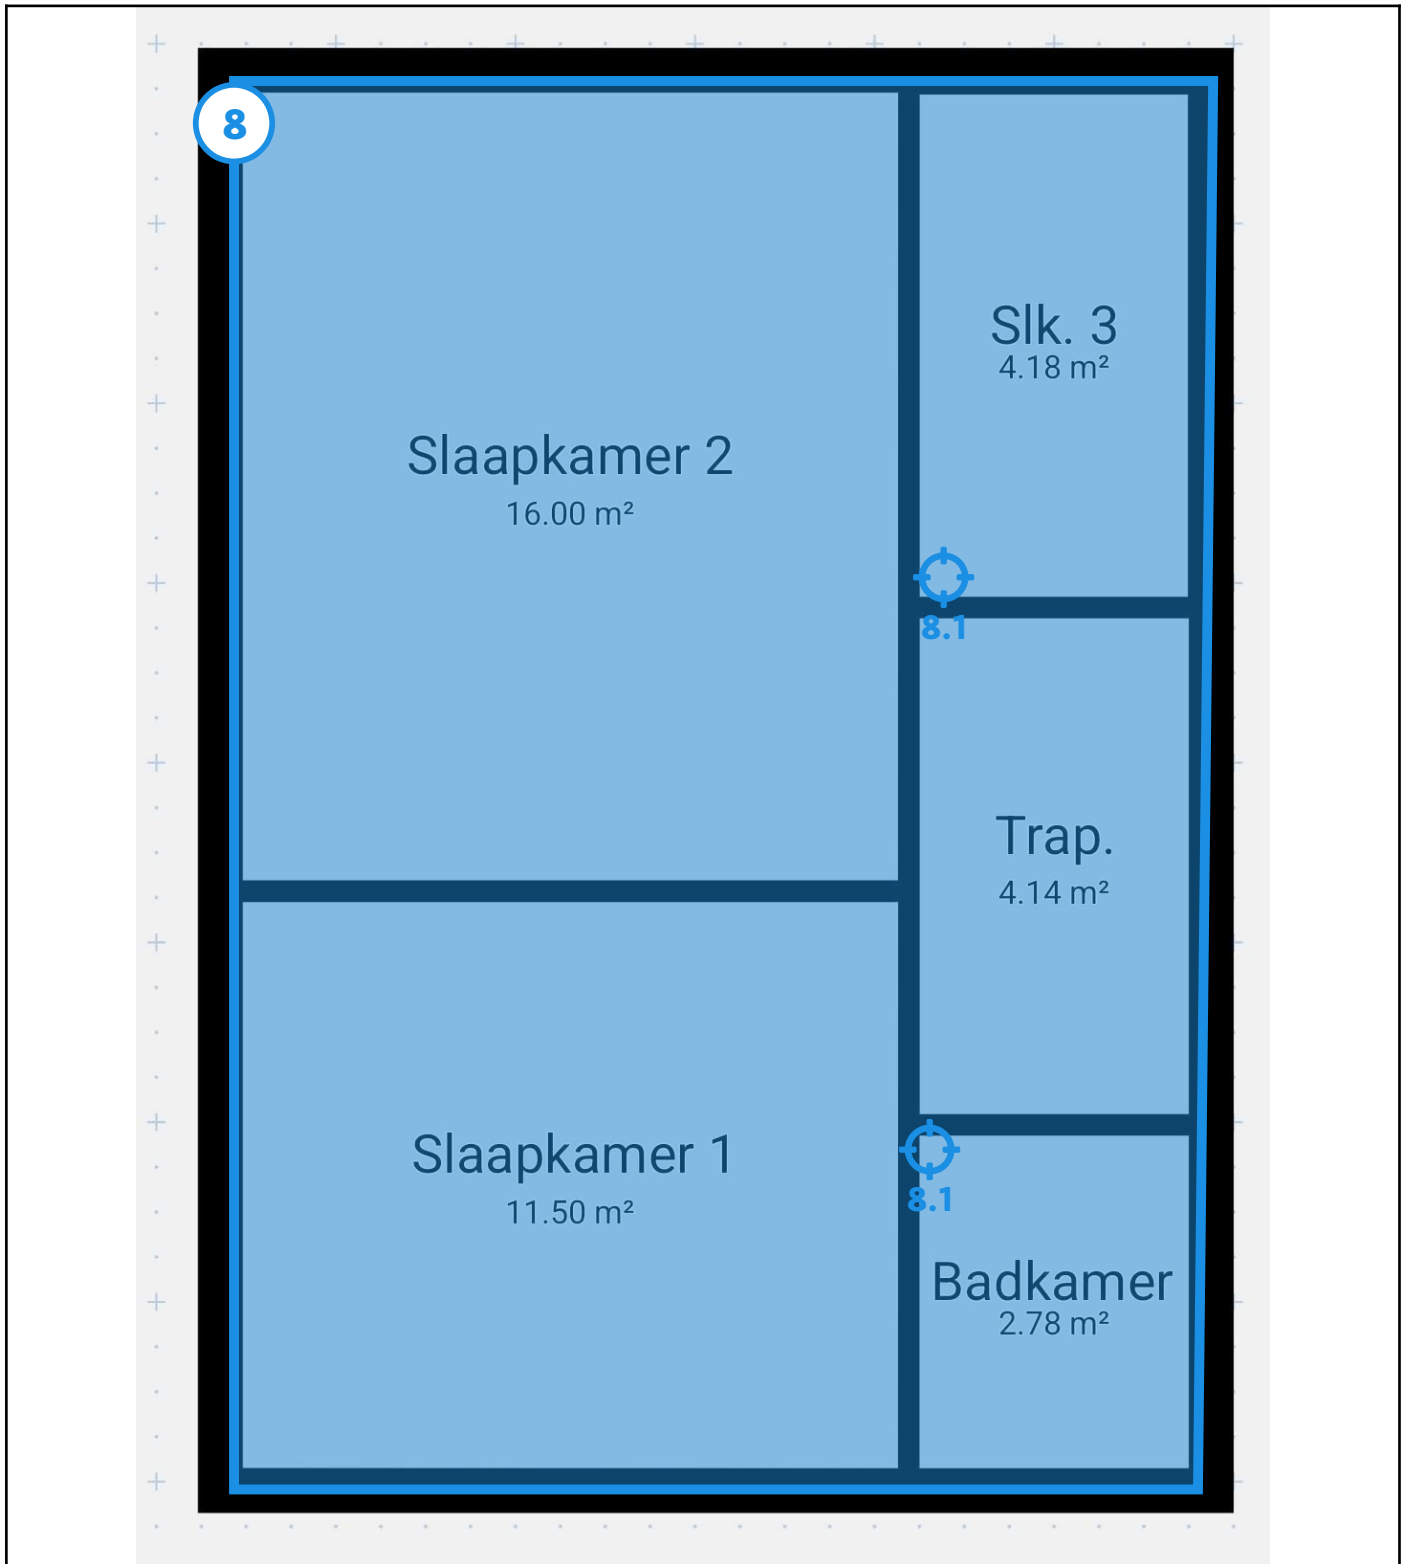 8
Slk. 3
4.18 m²
Slaapkamer 2
16.00 m²
8.1
Trap.
4.14 m²
Slaapkamer 1
11.50 m²
8.1
Badkamer
2.78 m²